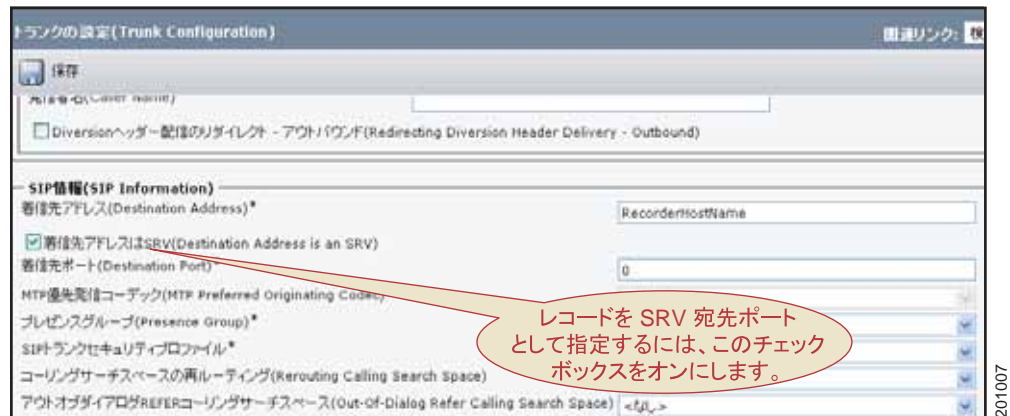 トランクの設定(Trunk Configuration)
関連リンク: 検
保存
発信者名(Caller Name)
Diversionヘッダー配信のリダイレクト - アウトバウンド(Redirecting Diversion Header Delivery - Outbound)
SIP情報(SIP Information)
着信先アドレス(Destination Address)*
RecorderHostName
着信先アドレスはSRV(Destination Address is an SRV)
着信先ポート(Destination Port)*
0
MTP優先発信コーデック(MTP Preferred Originating Codec)
プレゼンスグループ(Presence Group)*
SIPトランクセキュリティプロファイル*
コーリングサーチスペースの再ルーティング(Rerouting Calling Search Space)
アウトオブダイアログREFERコーリングサーチスペース(Out-Of-Dialog Refer Calling Search Space)
レコードを SRV 宛先ポート
として指定するには、このチェック
ボックスをオンにします。
201007